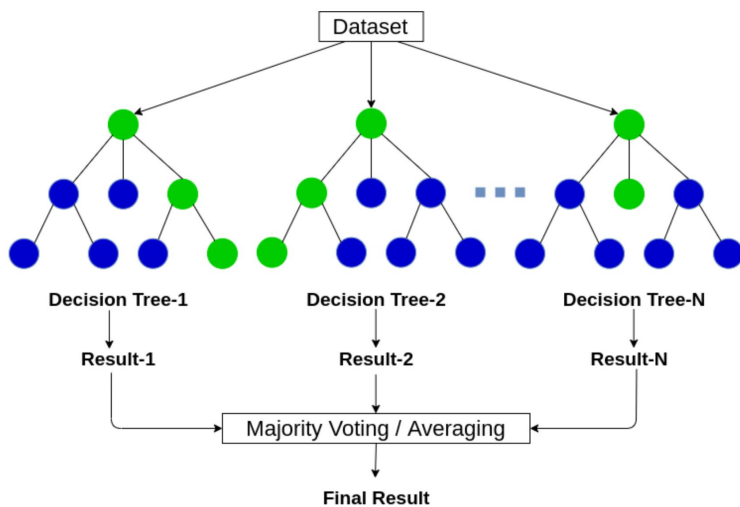 Dataset
Decision Tree-1
Decision Tree-2
Decision Tree-N
Result-1
Result-2
Result-N
Majority Voting / Averaging
Final Result